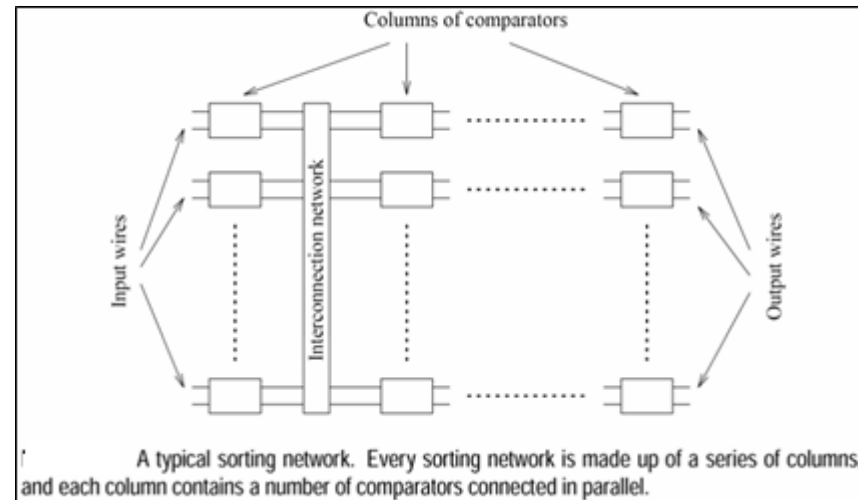 Columns of comparators
Interconnection network
Input wires
Output wires
A typical sorting network. Every sorting network is made up of a series of columns
and each column contains a number of comparators connected in parallel.